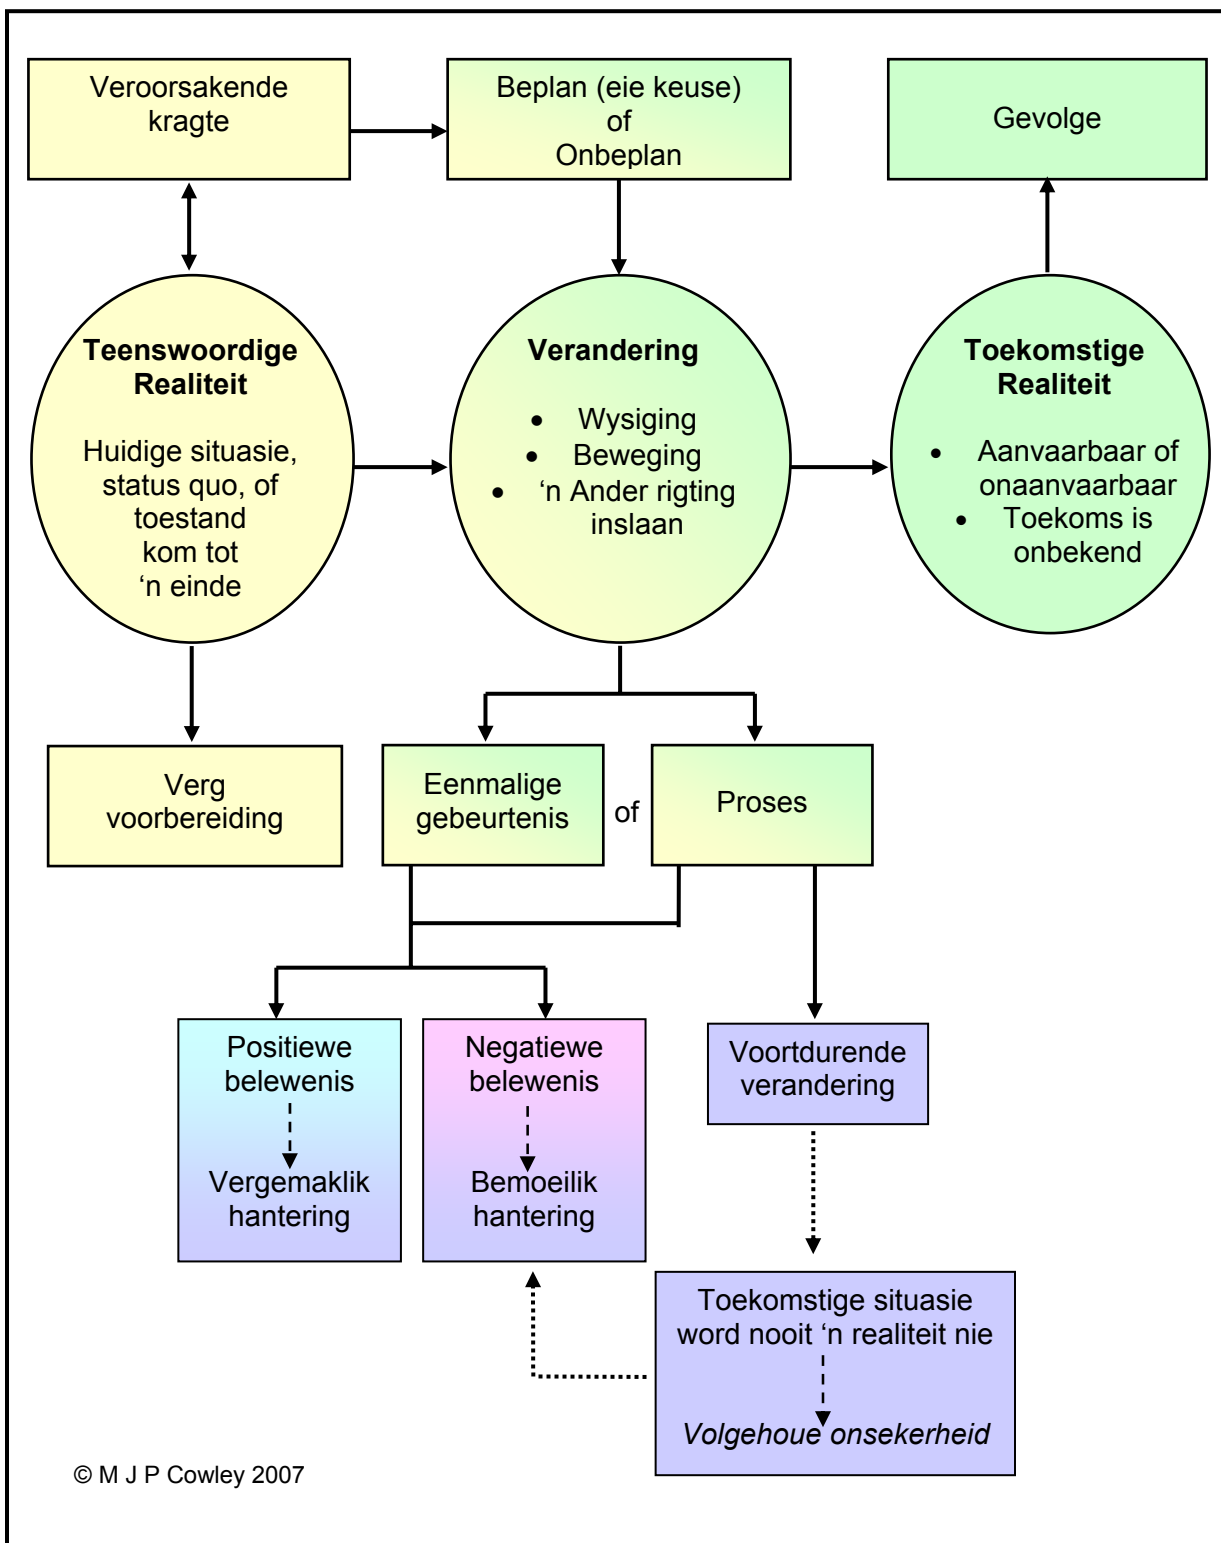 Veroorsakende
kragte
Beplan (eie keuse)
of
Onbeplan
Gevolge
Teenswoordige
Realiteit
Huidige situasie,
status quo, of
toestand
kom tot
‘n einde
Verandering
• Wysiging
• Beweging
• ‘n Ander rigting
inslaan
Toekomstige
Realiteit
• Aanvaarbaar of
onaanvaarbaar
• Toekoms is
onbekend
Verg
voorbereiding
Eenmalige
gebeurtenis
of
Proses
Positiewe
belewenis
Vergemaklik
hantering
Negatiewe
belewenis
Bemoeilik
hantering
Voortdurende
verandering
Toekomstige situasie
word nooit ‘n realiteit nie
Volgehoue onsekerheid
© M J P Cowley 2007